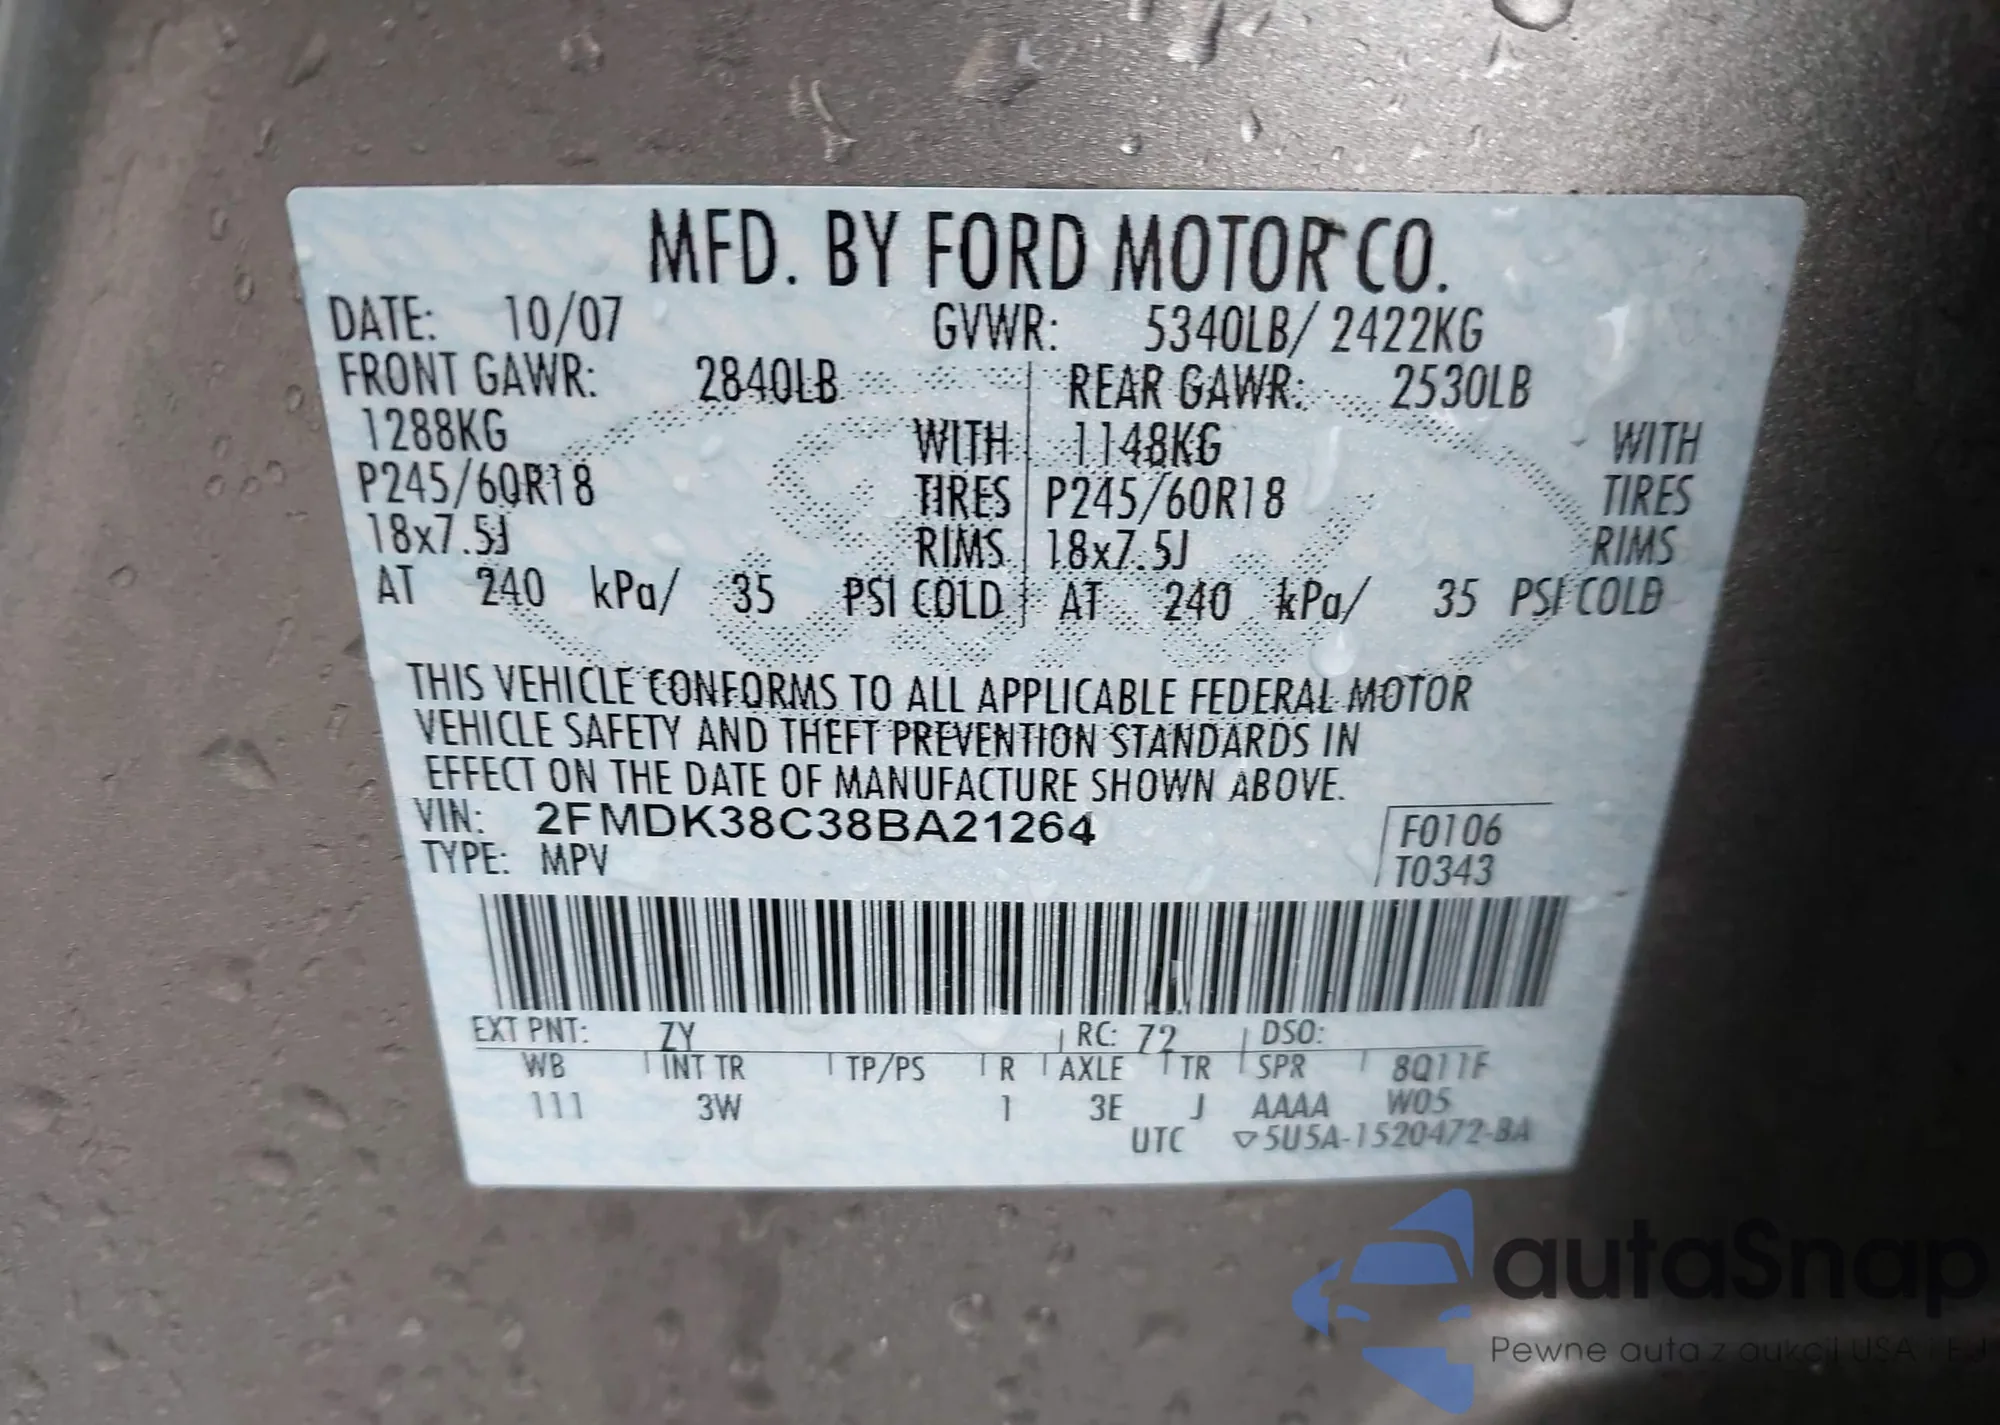 MFD. BY FORD MOTOR CO.
DATE: 10/07 GVWR: 5340LB/ 2422KG
FRONT GAWR: 2840LB REAR GAWR: 2530LB
1288KG WITH 1148KG WITH
P245/60R18 TIRES P245/60R18 TIRES
18x7.5J RIMS 18x7.5J RIMS
AT 240 kPa/ 35 PSI COLD AT 240 kPa/ 35 PSI COLD
THIS VEHICLE CONFORMS TO ALL APPLICABLE FEDERAL MOTOR
VEHICLE SAFETY AND THEFT PREVENTION STANDARDS IN
EFFECT ON THE DATE OF MANUFACTURE SHOWN ABOVE.
VIN: 2FMDK38C38BA21264 F0106
TYPE: MPV T0343
EXT PNT: ZY RC: 72 DSO:
WB INT TR TP/PS R AXLE TR SPR 8Q11F
111 3W 1 3E J AAAA W05
UTC ▽5U5A-1520472-BA
autaSnap
Pewne auta z aukcji USA i EU